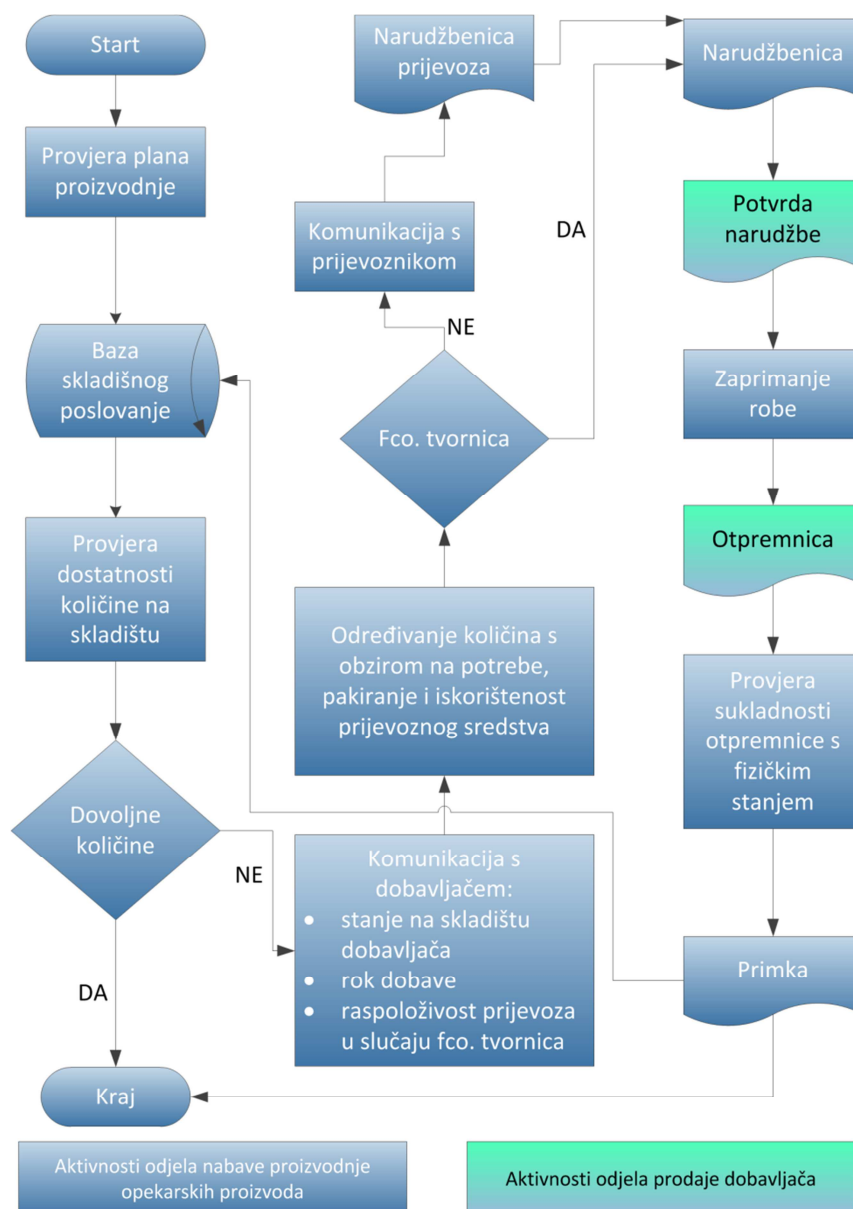 Start
Provjera plana
proizvodnje
Baza
skladišnog
poslovanje
Provjera
dostatnosti
količine na
skladištu
Dovoljne
količine
NE
DA
Kraj
Komunikacija s
dobavljačem:
• stanje na skladištu
dobavljača
• rok dobave
• raspoloživost prijevoza
u slučaju fco. tvornica
Određivanje količina s
obzirom na potrebe,
pakiranje i iskorištenost
prijevoznog sredstva
Fco. tvornica
NE
DA
Komunikacija s
prijevoznikom
Narudžbenica
prijevoza
Narudžbenica
Potvrda
narudžbe
Zaprimanje
robe
Otpremnica
Provjera
sukladnosti
otpremnice s
fizičkim
stanjem
Primka
Aktivnosti odjela nabave proizvodnje
opekarskih proizvoda
Aktivnosti odjela prodaje dobavljača